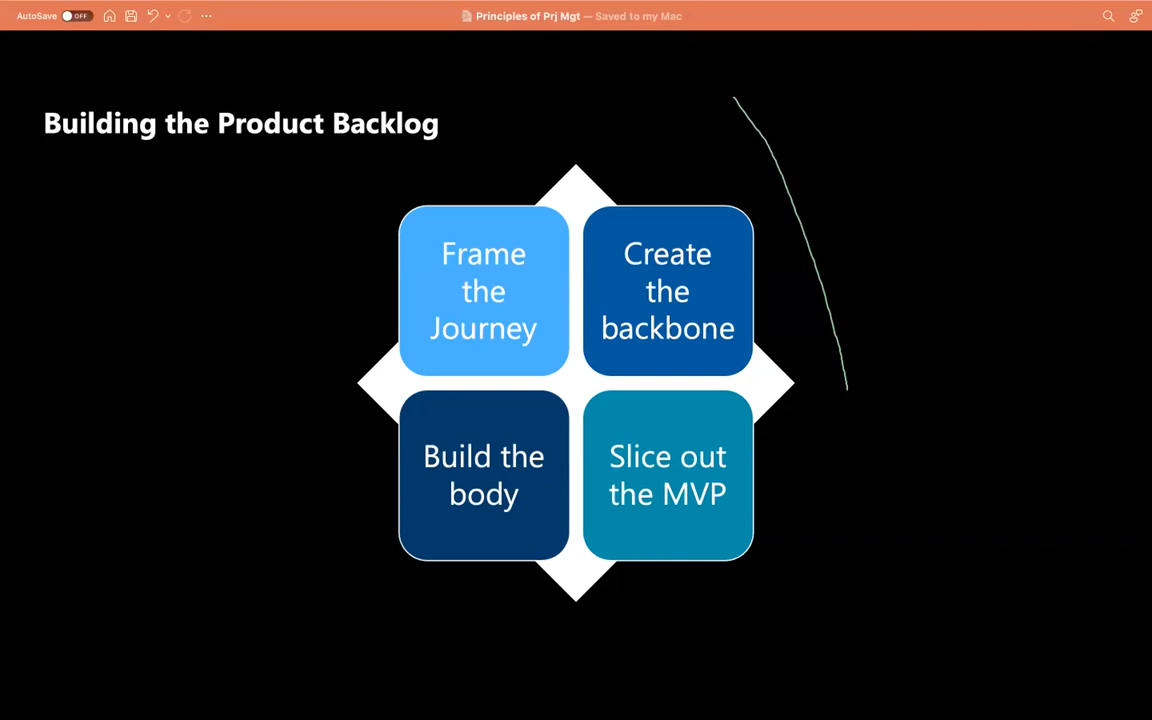 AutoSave OFF
Principles of Prj Mgt — Saved to my Mac
Building the Product Backlog
Frame
the
Journey
Create
the
backbone
Build the
body
Slice out
the MVP